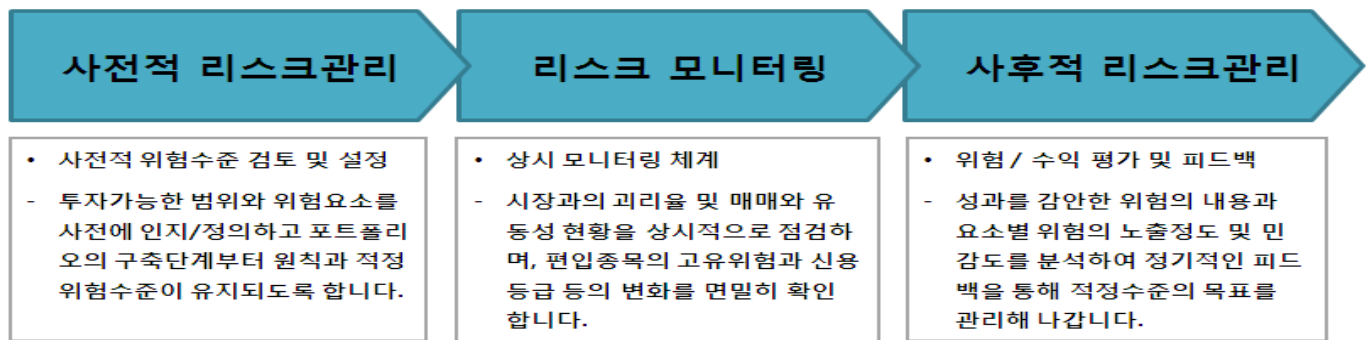 사전적 리스크관리
• 사전적 위험수준 검토 및 설정
- 투자가능한 범위와 위험요소를
사전에 인지/정의하고 포트폴리
오의 구축단계부터 원칙과 적정
위험수준이 유지되도록 합니다.
리스크 모니터링
• 상시 모니터링 체계
- 시장과의 괴리율 및 매매와 유
동성 현황을 상시적으로 점검하
며, 편입종목의 고유위험과 신용
등급 등의 변화를 면밀히 확인
합니다.
사후적 리스크관리
• 위험 / 수익 평가 및 피드백
- 성과를 감안한 위험의 내용과
요소별 위험의 노출정도 및 민
감도를 분석하여 정기적인 피드
백을 통해 적정수준의 목표를
관리해 나갑니다.